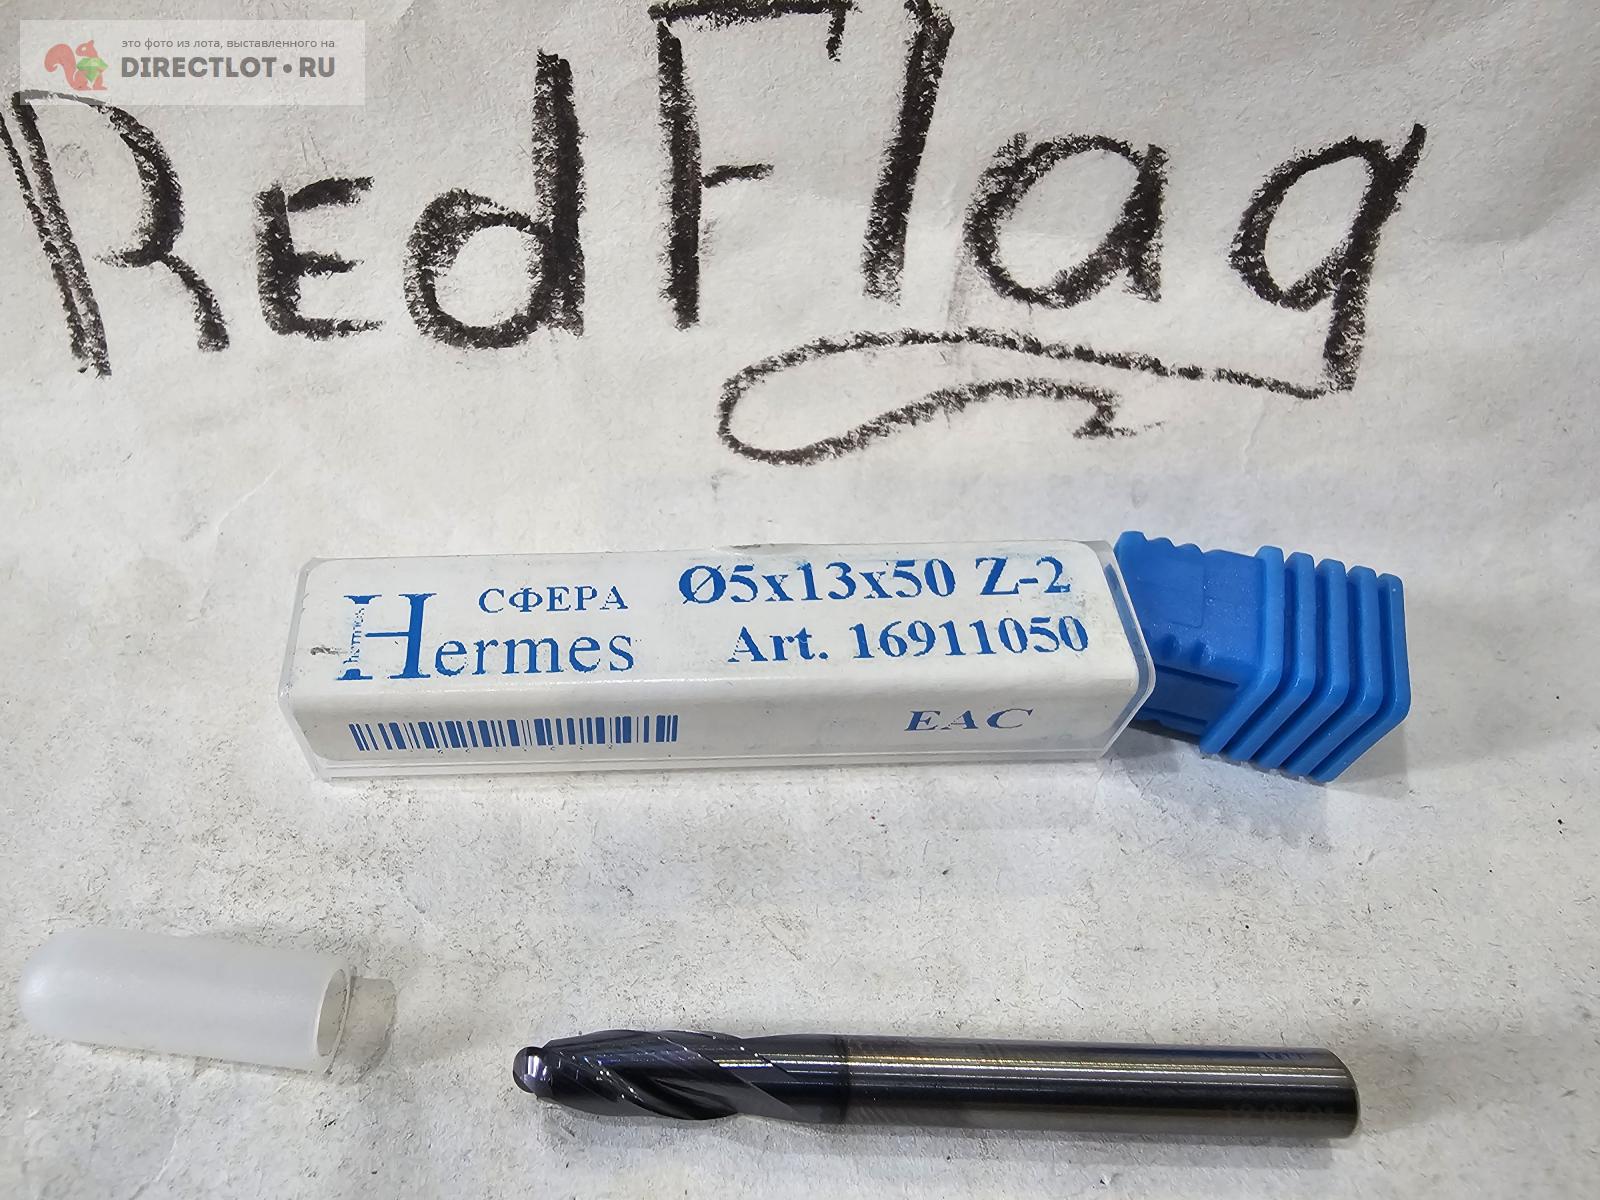 это фото из лота, выставленного на
DIRECTLOT•RU
RedFlag
СФЕРА
Hermes
Ø5x13x50 Z-2
Art. 16911050
EAC